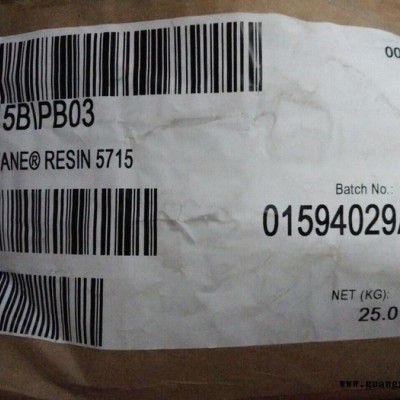 00
5B\PB03
ANE® RESIN 5715
Batch No.:
01594029
NET (KG):
25.0